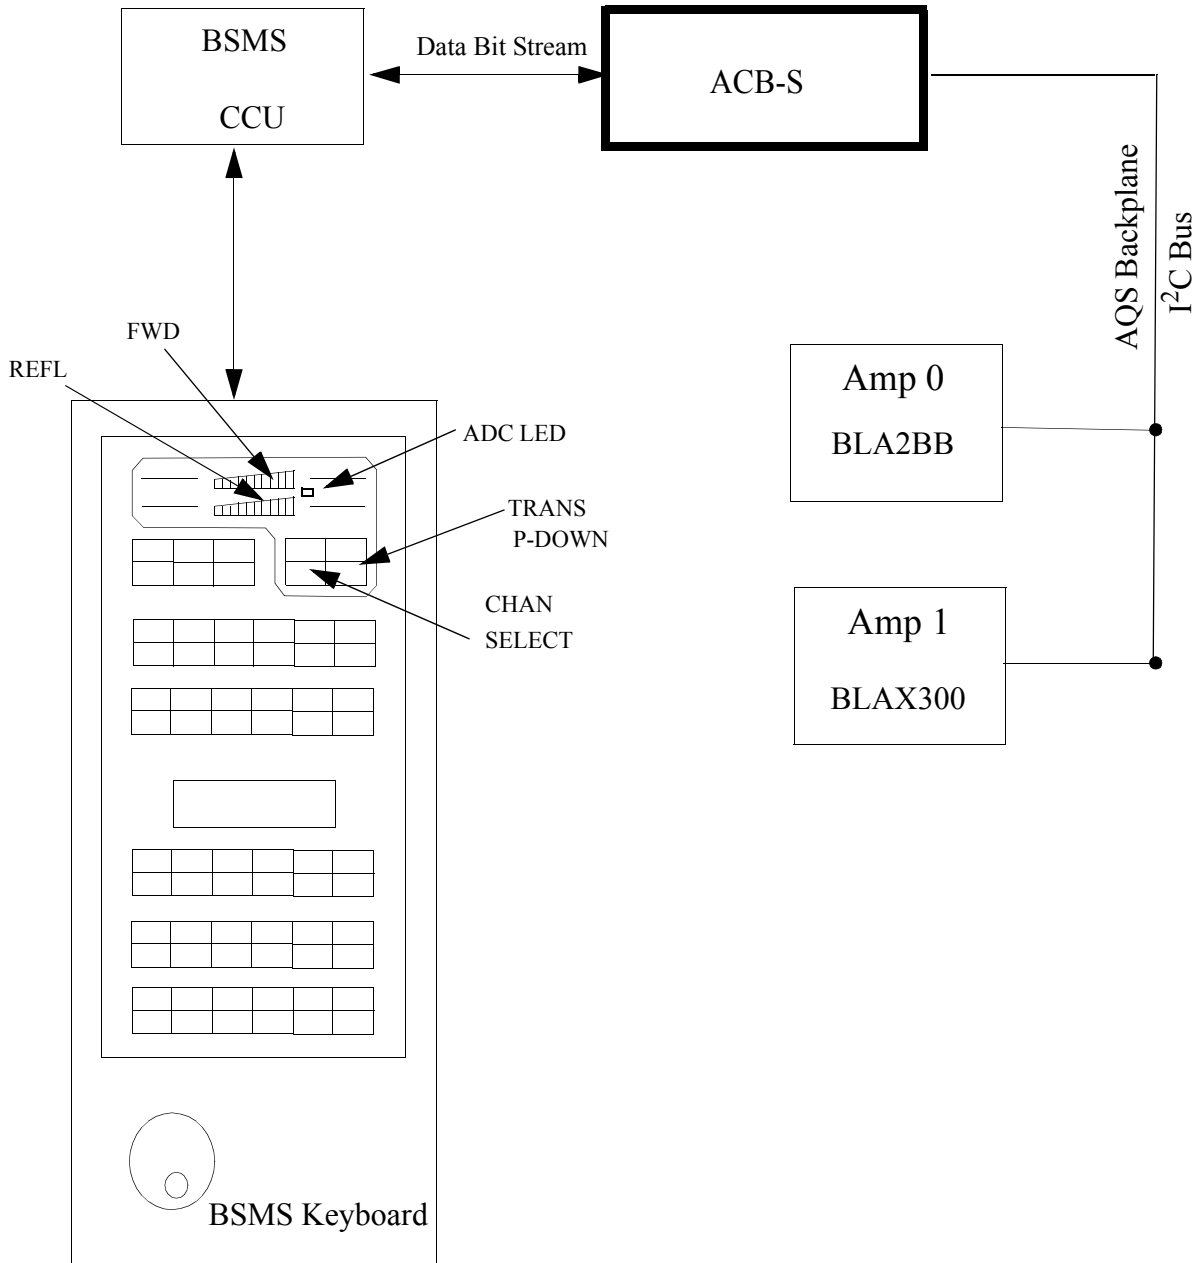 BSMS
CCU
Data Bit Stream
ACB-S
AQS Backplane
I²C Bus
FWD
REFL
ADC LED
TRANS
P-DOWN
CHAN
SELECT
Amp 0
BLA2BB
Amp 1
BLAX300
BSMS Keyboard